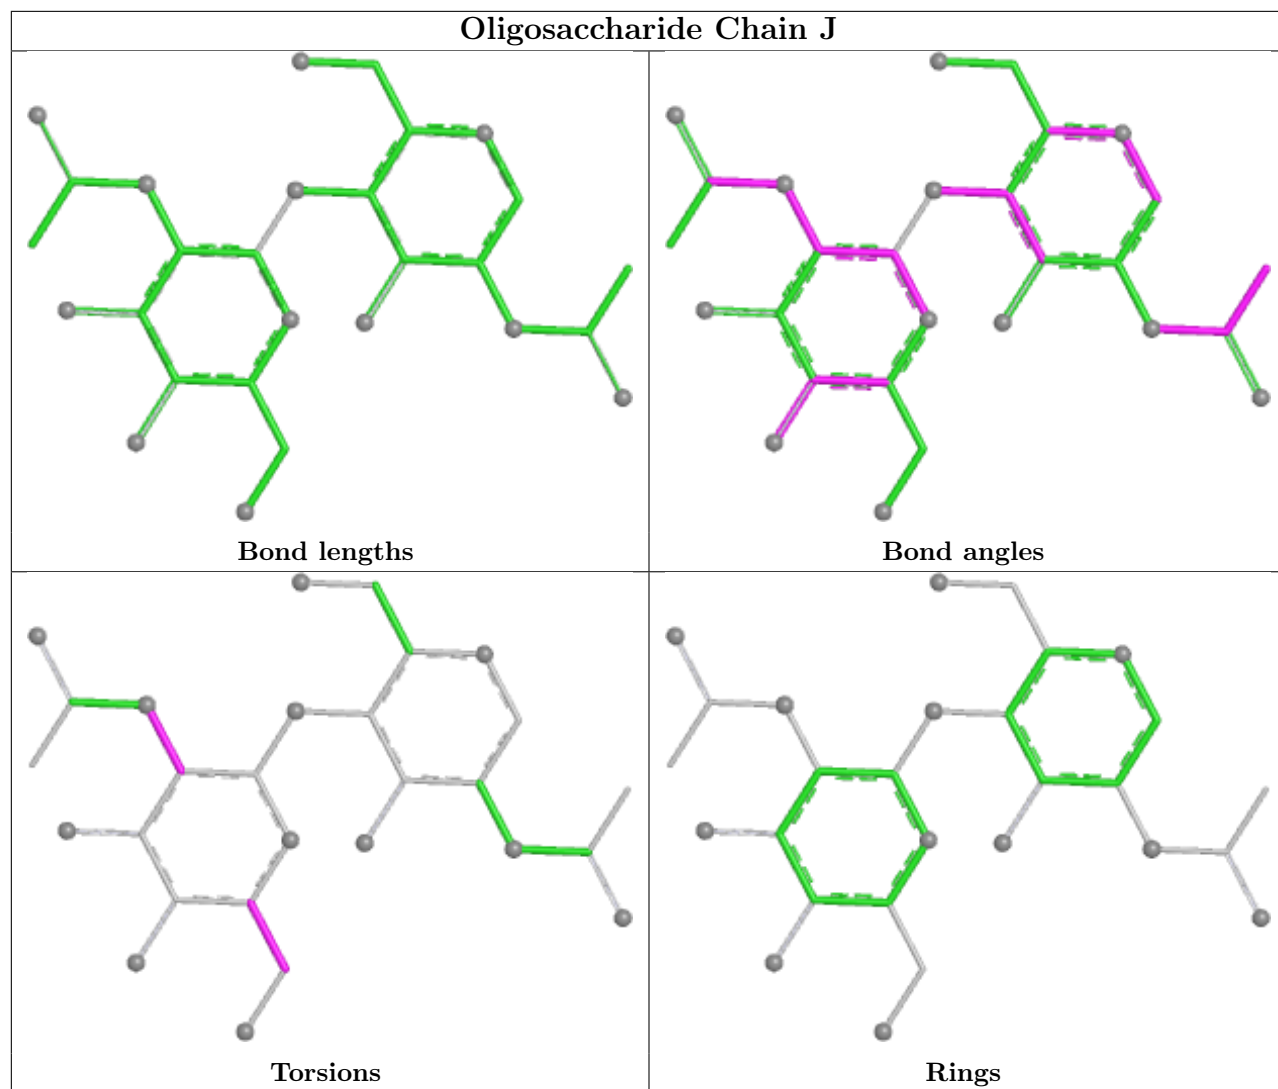 Oligosaccharide Chain J
Bond lengths
Bond angles
Torsions
Rings